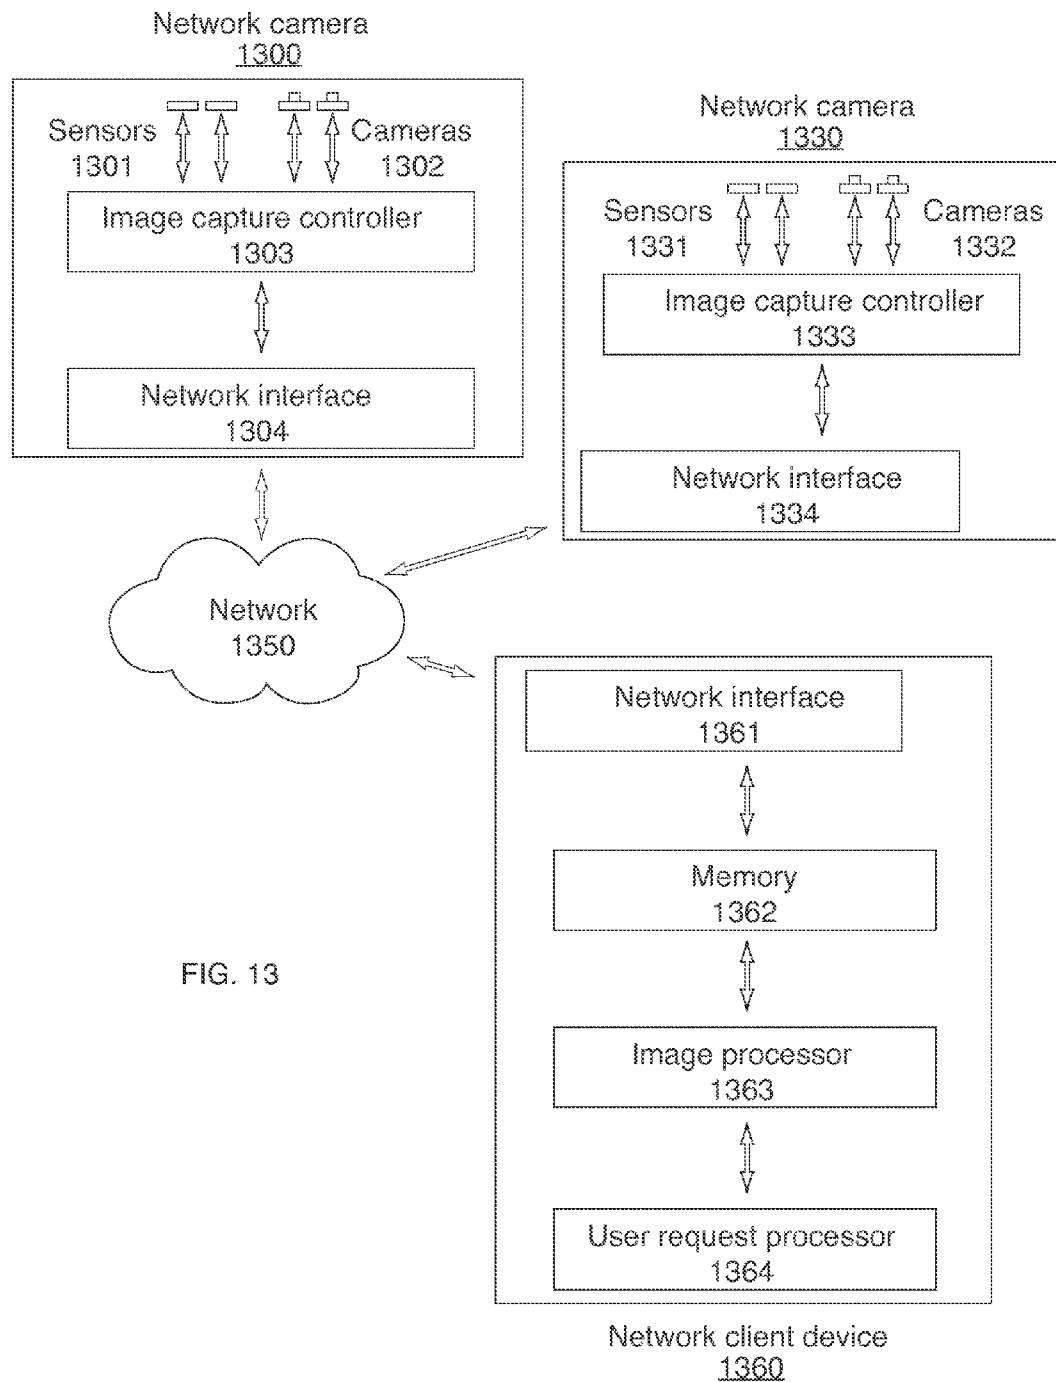 Network camera
1300
Sensors
1301
Cameras
1302
Image capture controller
1303
Network interface
1304
Network camera
1330
Sensors
1331
Cameras
1332
Image capture controller
1333
Network interface
1334
Network
1350
Network interface
1361
Memory
1362
Image processor
1363
User request processor
1364
Network client device
1360
FIG. 13